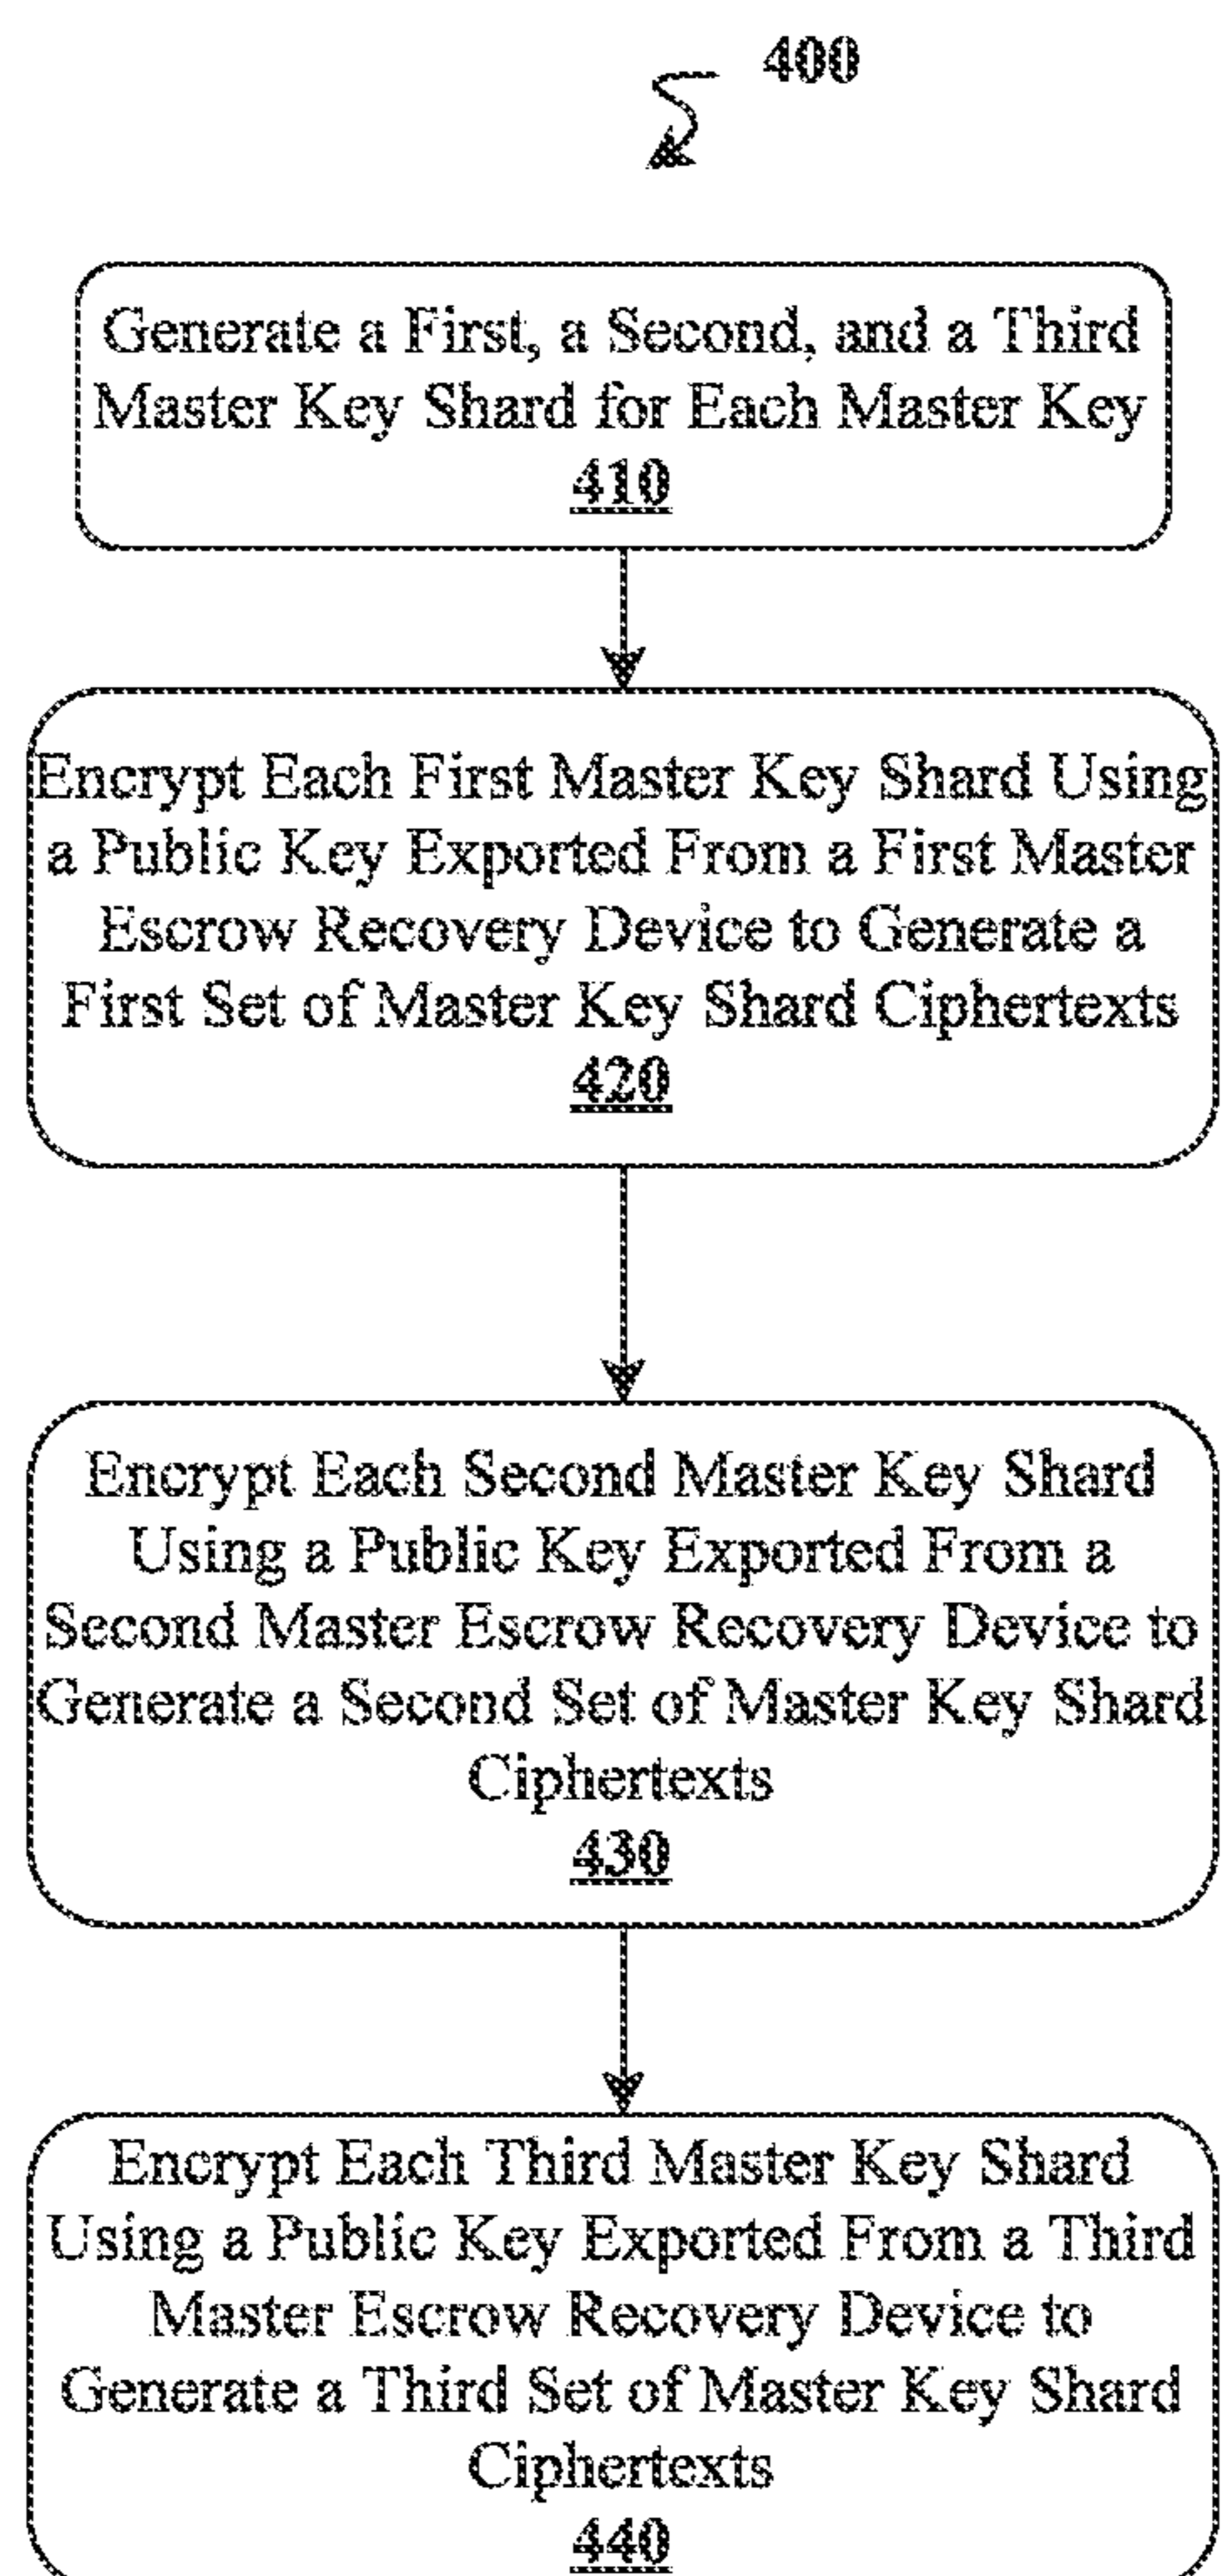 400
Generate a First, a Second, and a Third
Master Key Shard for Each Master Key
410
Encrypt Each First Master Key Shard Using
a Public Key Exported From a First Master
Escrow Recovery Device to Generate a
First Set of Master Key Shard Ciphertexts
420
Encrypt Each Second Master Key Shard
Using a Public Key Exported From a
Second Master Escrow Recovery Device to
Generate a Second Set of Master Key Shard
Ciphertexts
430
Encrypt Each Third Master Key Shard
Using a Public Key Exported From a Third
Master Escrow Recovery Device to
Generate a Third Set of Master Key Shard
Ciphertexts
440